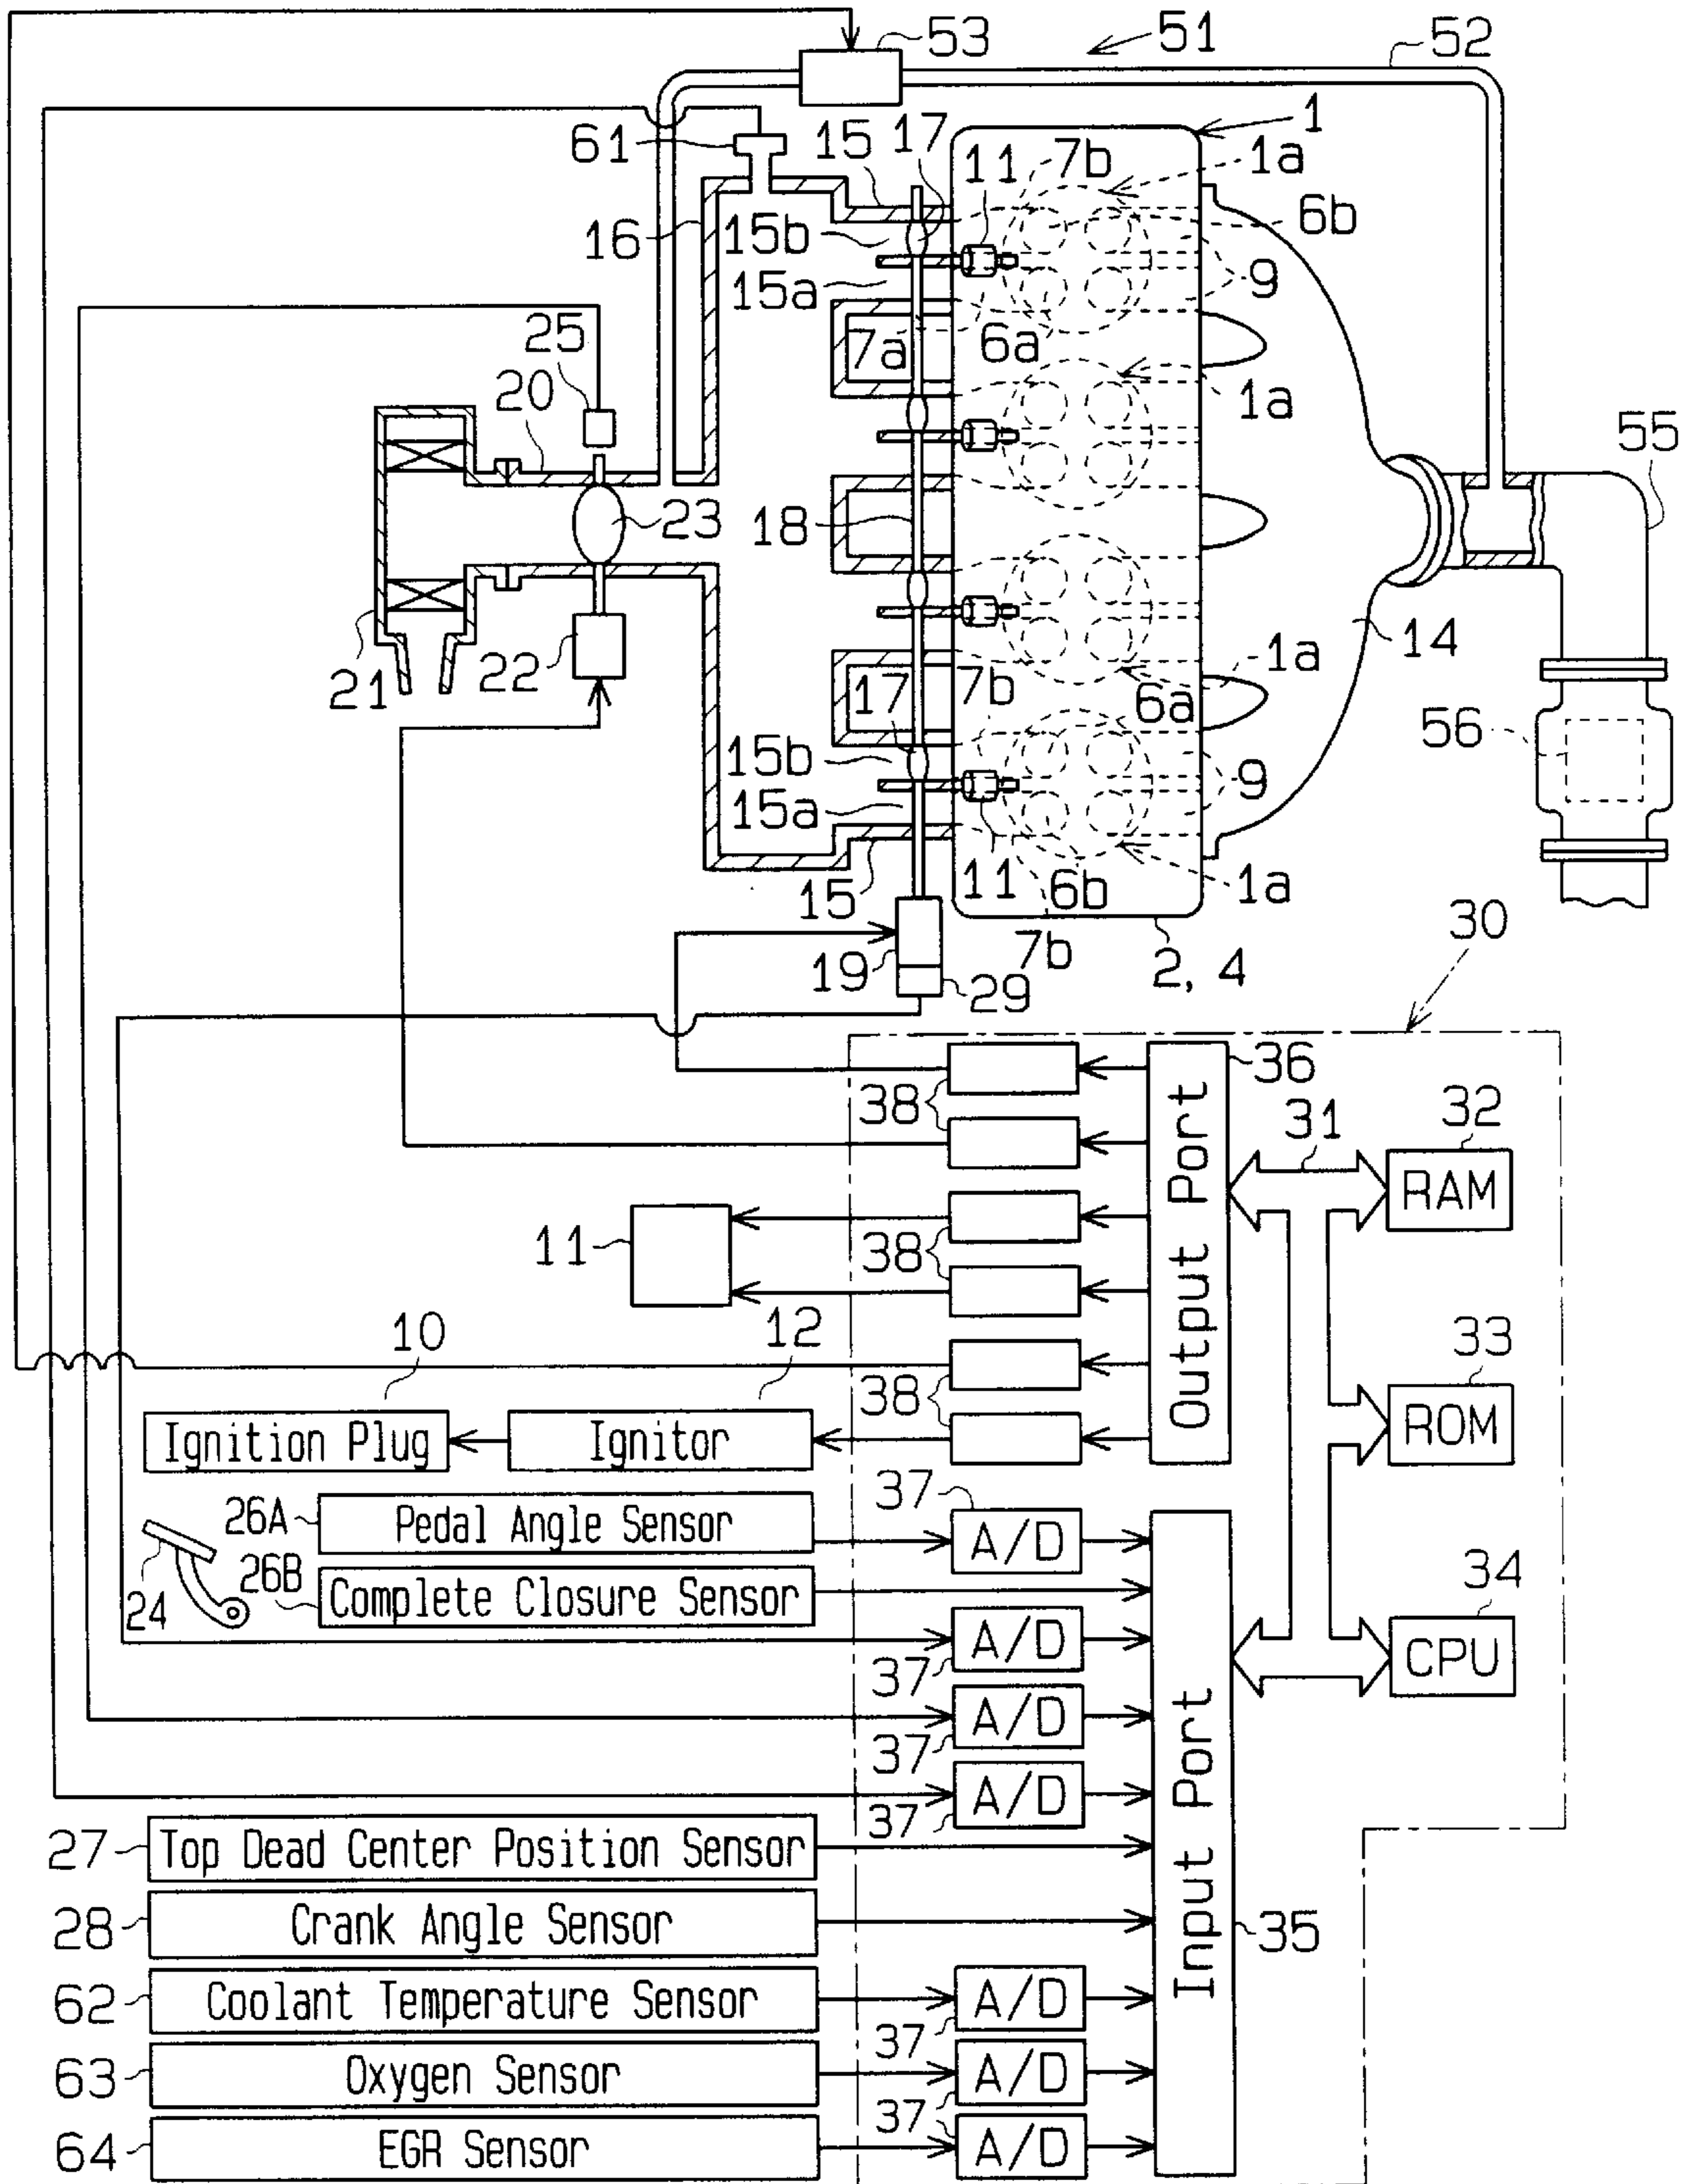 53
51
52
61
15
17
11
7b
1
1a
16
15b
6b
15a
9
7a
6a
25
20
1a
55
23
18
21
22
17
7b
1a
14
6a
56
15b
9
15a
15
11
6b
1a
19
7b
2, 4
30
29
36
38
31
32
RAM
Output Port
11
38
10
12
33
38
ROM
Ignition Plug
Ignitor
37
26A
Pedal Angle Sensor
A/D
24
26B
Complete Closure Sensor
34
A/D
CPU
37
A/D
37
A/D
37
Input Port
27
Top Dead Center Position Sensor
28
Crank Angle Sensor
35
62
Coolant Temperature Sensor
A/D
37
63
Oxygen Sensor
A/D
37
64
EGR Sensor
A/D